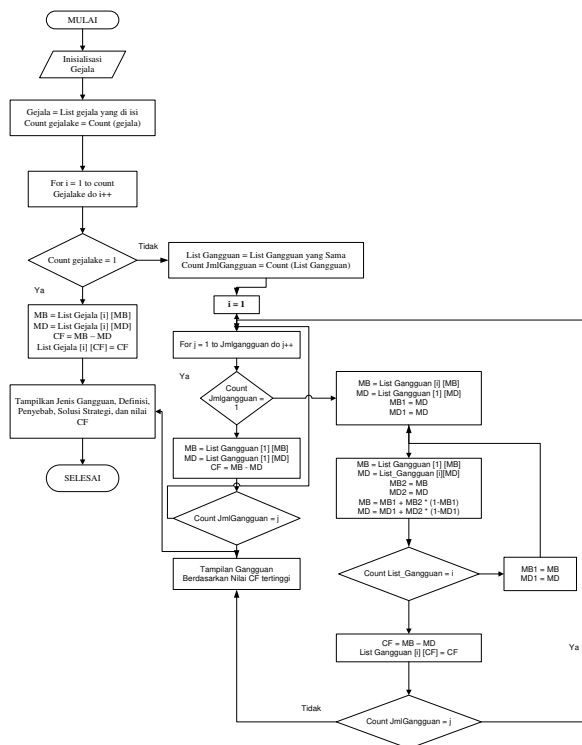 MULAI
Inisialisasi
Gejala
Gejala = List gejala yang di isi
Count gejalake = Count (gejala)
For i = 1 to count
Gejalake do i++
Count gejalake = 1
Tidak
Ya
List Gangguan = List Gangguan yang Sama
Count JmlGangguan = Count (List Gangguan)
MB = List Gejala [i] [MB]
MD = List Gejala [i] [MD]
CF = MB – MD
List Gejala [i] [CF] = CF
Tampilkan Jenis Gangguan, Definisi,
Penyebab, Solusi Strategi, dan nilai
CF
SELESAI
i = 1
For j = 1 to Jmlgangguan do j++
Ya
Count
Jmlgangguan =
1
MB = List Gangguan [1] [MB]
MD = List Gangguan [1] [MD]
CF = MB - MD
Count JmlGangguan = j
Tampilan Gangguan
Berdasarkan Nilai CF tertinggi
MB = List Gangguan [i] [MB]
MD = List Gangguan [1] [MD]
MB1 = MD
MD1 = MD
MB = List Gangguan [1] [MB]
MD = List_Gangguan [i][MD]
MB2 = MB
MD2 = MD
MB = MB1 + MB2 * (1-MB1)
MD = MD1 + MD2 * (1-MD1)
Count List_Gangguan = i
MB1 = MB
MD1 = MD
CF = MB – MD
List Gangguan [i] [CF] = CF
Ya
Tidak
Count JmlGangguan = j